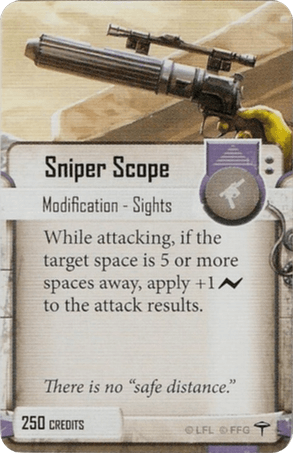 Sniper Scope
Modification - Sights
While attacking, if the
target space is 5 or more
spaces away, apply +1
to the attack results.
There is no “safe distance.”
250 CREDITS
© LFL © FFG